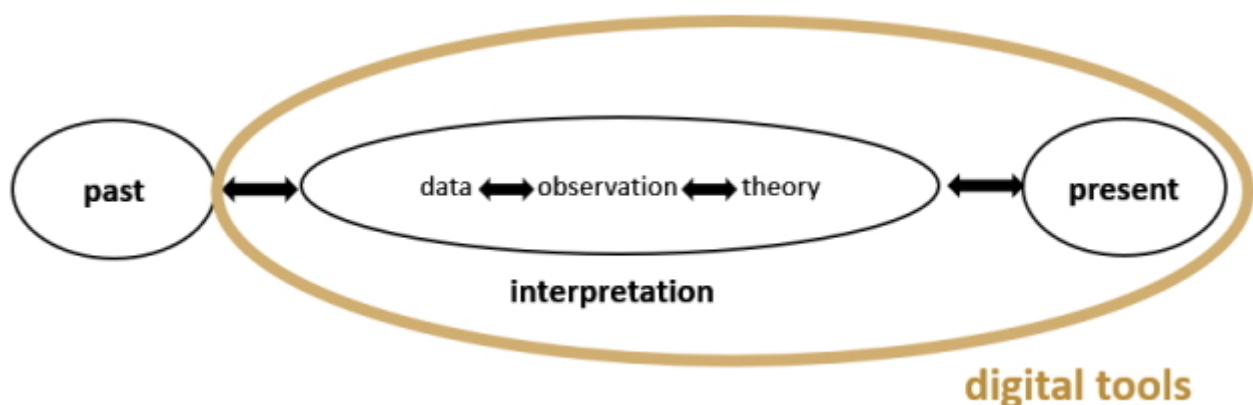 past
data observation theory
present
interpretation
digital tools